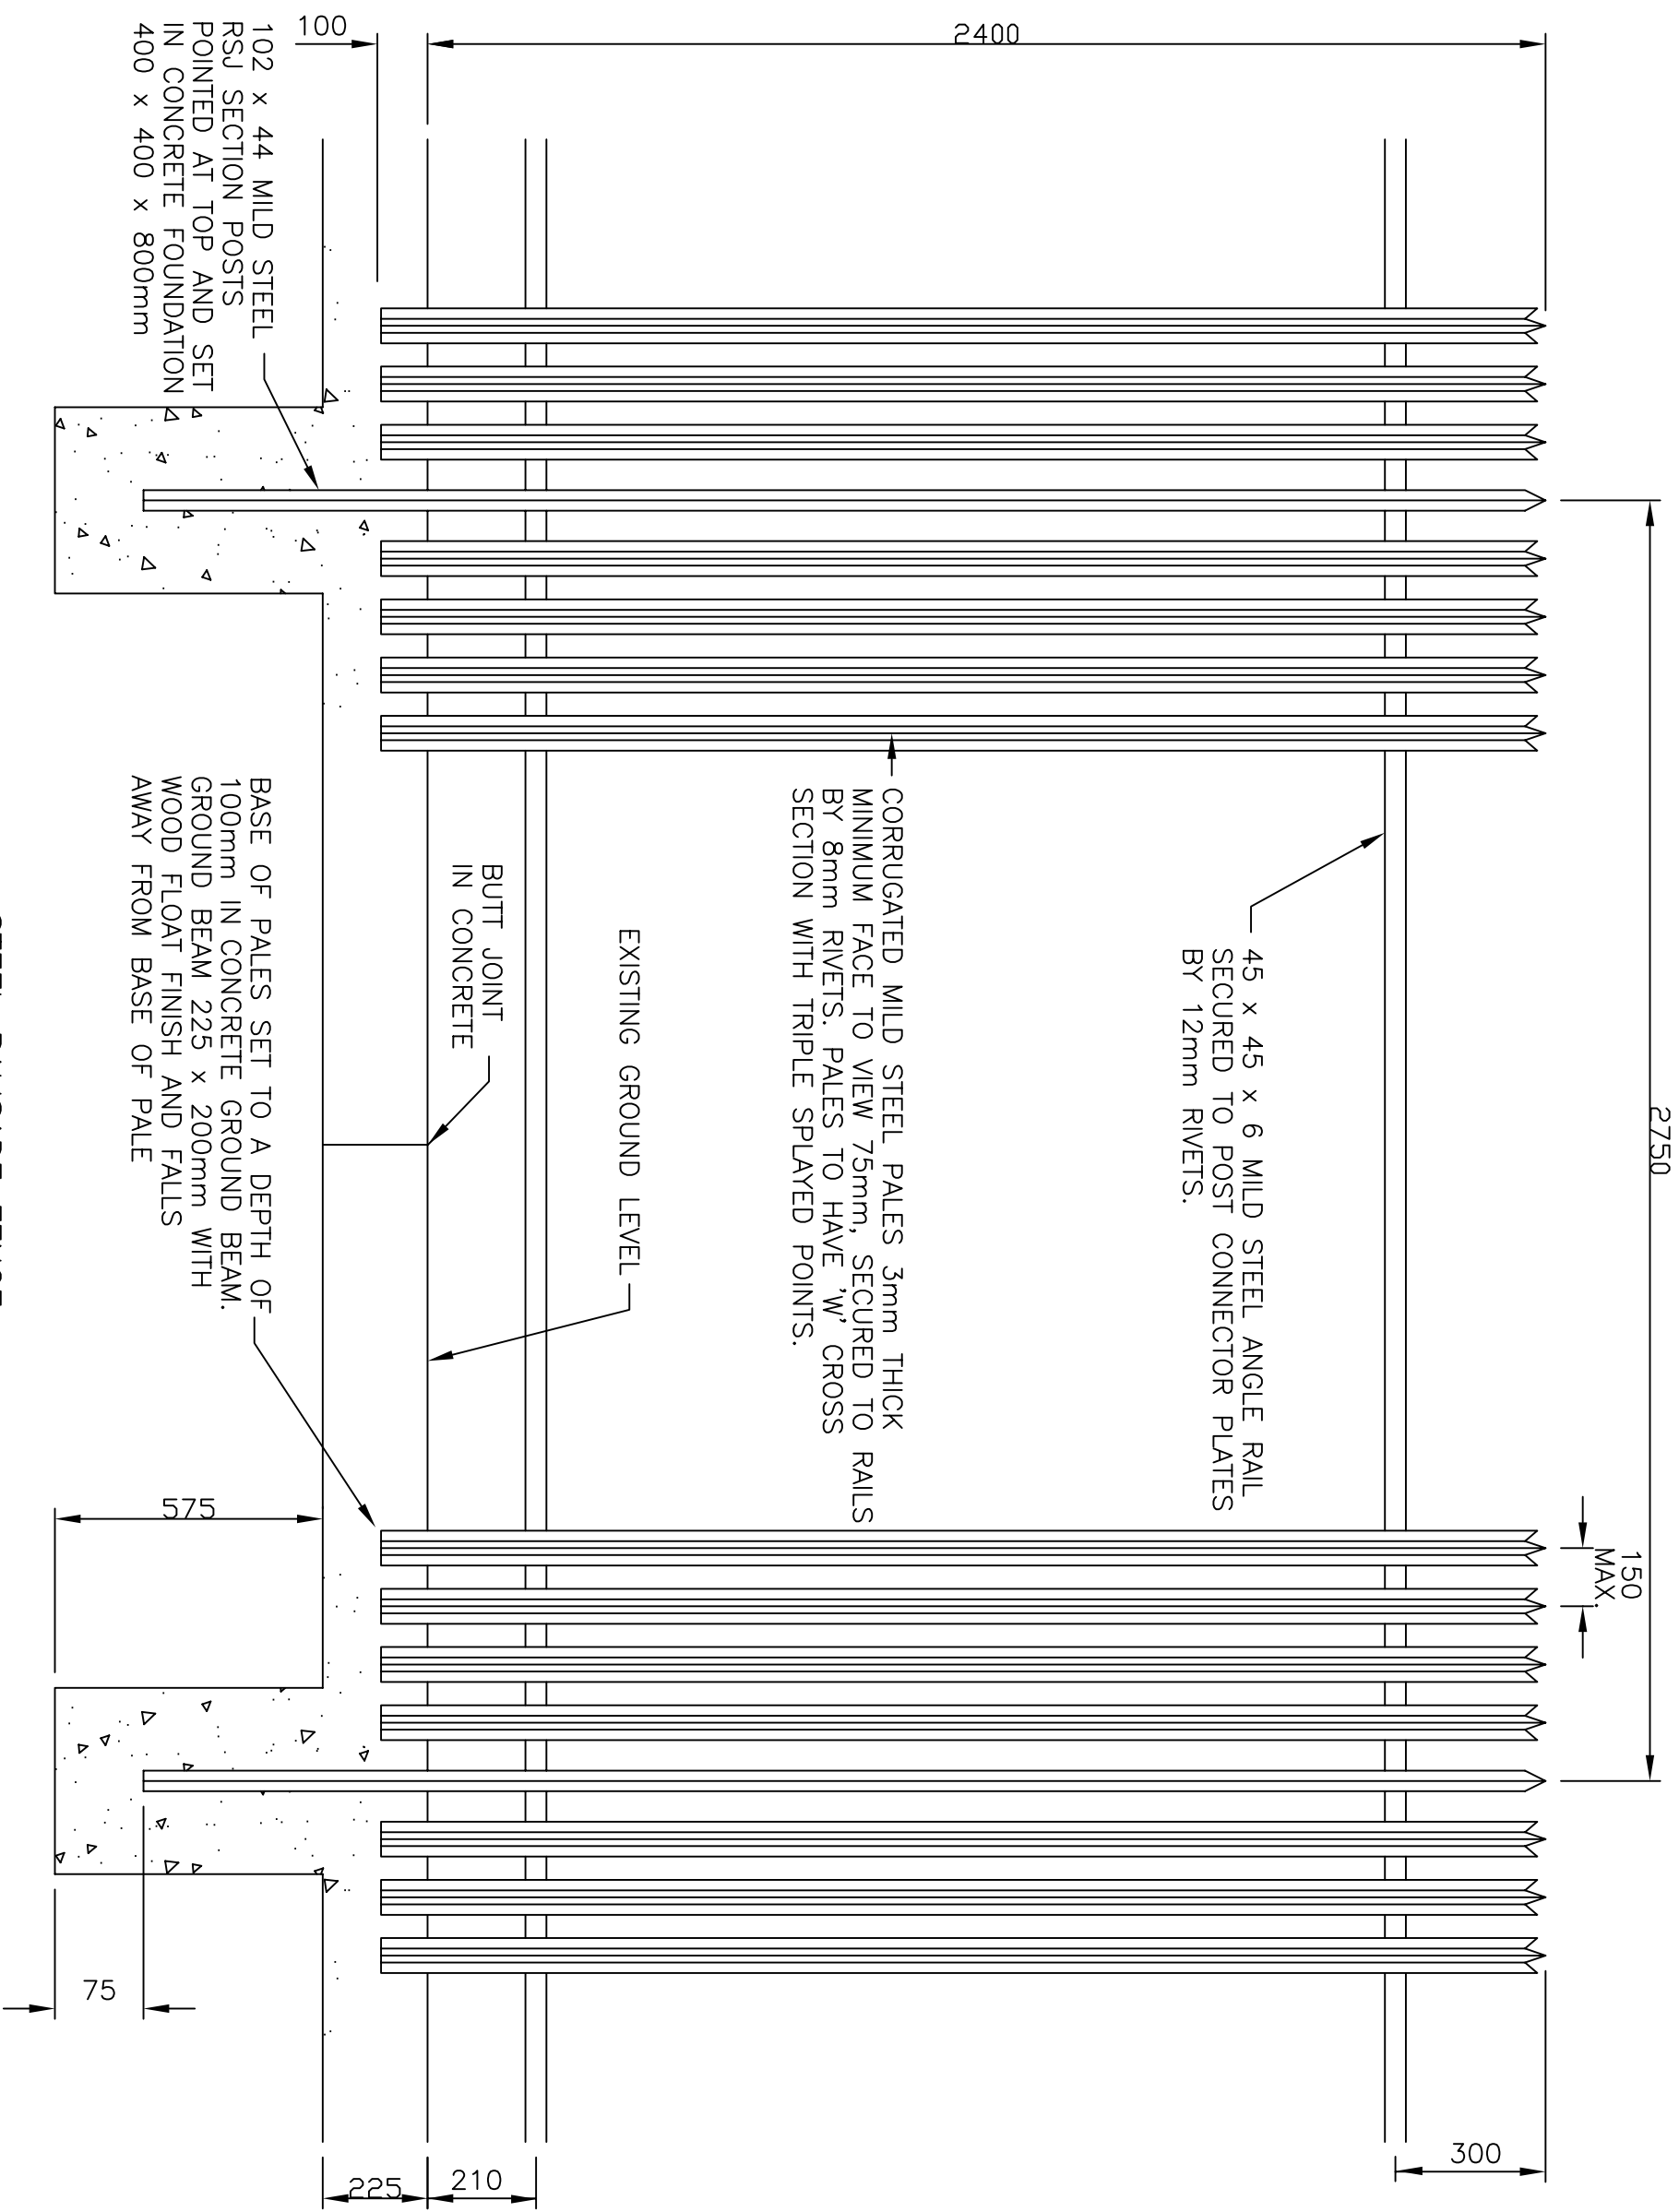 2750
150
MAX.
300
2400
45 x 45 x 6 MILD STEEL ANGLE RAIL
SECURED TO POST CONNECTOR PLATES
BY 12mm RIVETS.
CORRUGATED MILD STEEL PALES 3mm THICK
MINIMUM FACE TO VIEW 75mm, SECURED TO RAILS
BY 8mm RIVETS. PALES TO HAVE 'W' CROSS
SECTION WITH TRIPLE SPLAYED POINTS.
EXISTING GROUND LEVEL
BUTT JOINT
IN CONCRETE
210
225
100
102 x 44 MILD STEEL
RSJ SECTION POSTS
POINTED AT TOP AND SET
IN CONCRETE FOUNDATION
400 x 400 x 800mm
BASE OF PALES SET TO A DEPTH OF
100mm IN CONCRETE GROUND BEAM.
GROUND BEAM 225 x 200mm WITH
WOOD FLOAT FINISH AND FALLS
AWAY FROM BASE OF PALE
575
75